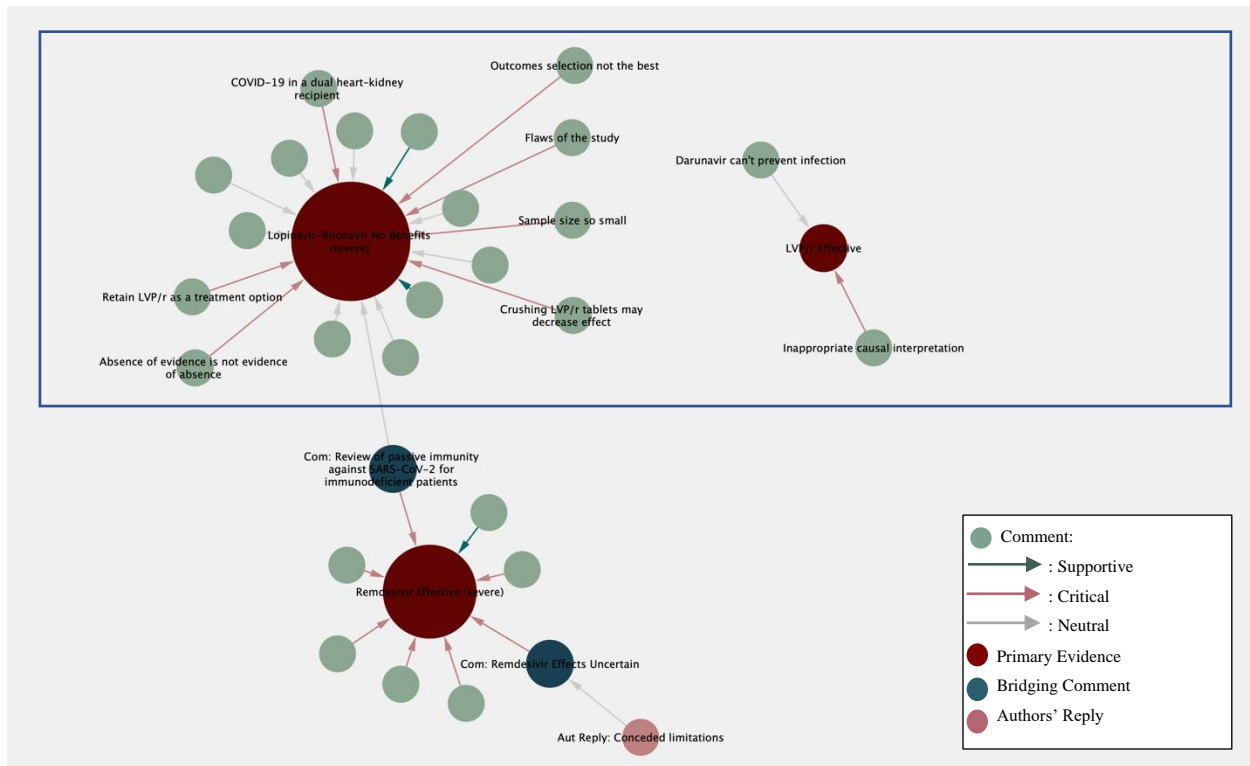 COVID-19 in a dual heart-kidney
recipient
Outcomes selection not the best
Flaws of the study
Darunavir can't prevent infection
Sample size so small
Lopinavir-Ritonavir No Benefits
(severe)
LVP/r Effective
Retain LVP/r as a treatment option
Crushing LVP/r tablets may
decrease effect
Inappropriate causal interpretation
Absence of evidence is not evidence
of absence
Com: Review of passive immunity
against SARS-CoV-2 for
immunodeficient patients
Remdesivir Effective (severe)
Com: Remdesivir Effects Uncertain
Aut Reply: Conceded limitations
Comment:
: Supportive
: Critical
: Neutral
Primary Evidence
Bridging Comment
Authors' Reply